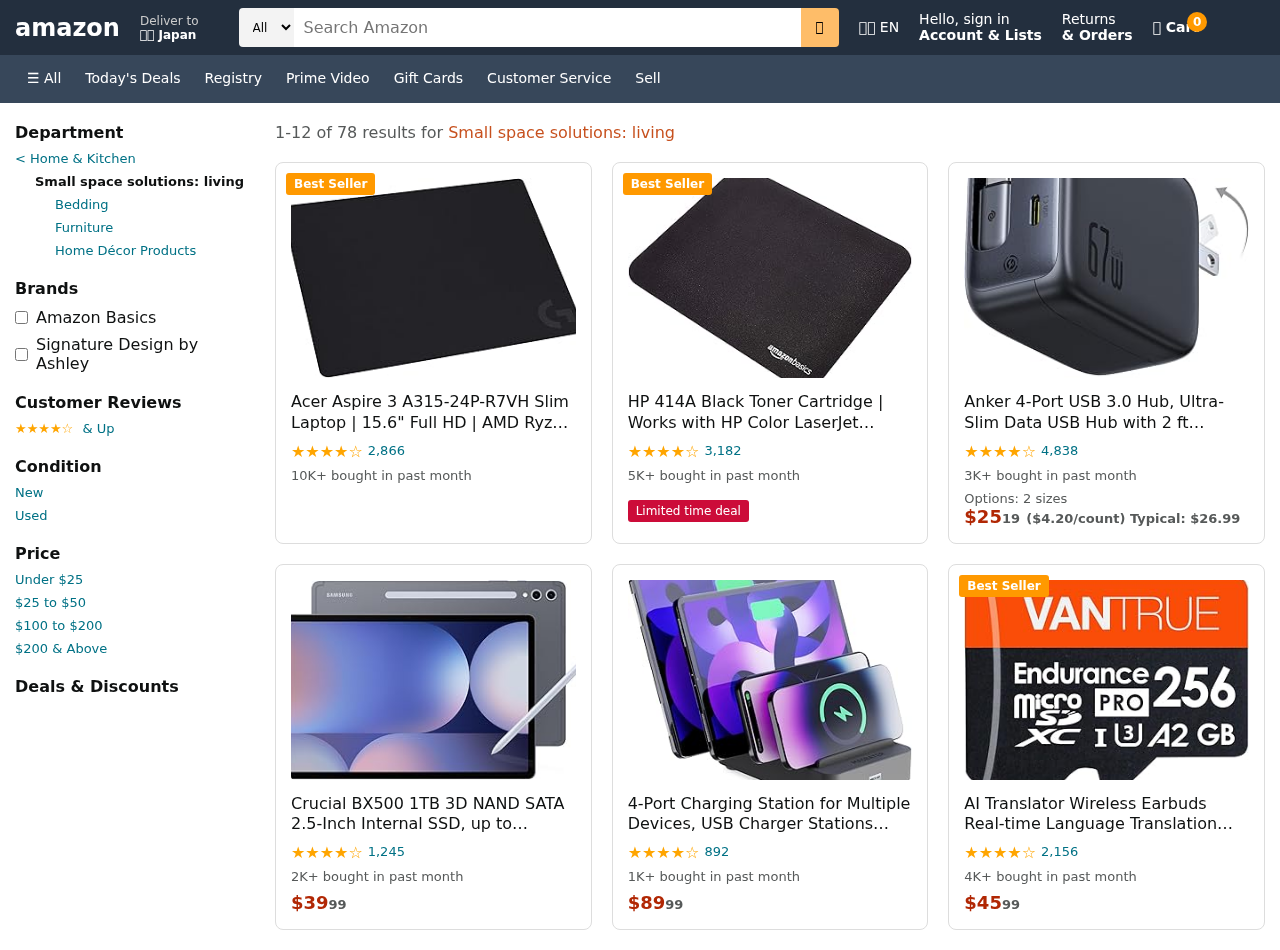 amazon
Deliver to
Japan
All
Search Amazon
EN
Hello, sign in
Account & Lists
Returns
& Orders
0
☰ All
Today's Deals
Registry
Prime Video
Gift Cards
Customer Service
Sell
Department
< Home & Kitchen
Small space solutions: living
Bedding
Furniture
Home Décor Products
Brands
Amazon Basics
Signature Design by
Ashley
Customer Reviews
★★★★☆ & Up
Condition
New
Used
Price
Under $25
$25 to $50
$100 to $200
$200 & Above
Deals & Discounts
1-12 of 78 results for Small space solutions: living
Best Seller
Acer Aspire 3 A315-24P-R7VH Slim
Laptop | 15.6" Full HD | AMD Ryz…
★★★★☆ 2,866
10K+ bought in past month
Best Seller
amazonbasics
HP 414A Black Toner Cartridge |
Works with HP Color LaserJet…
★★★★☆ 3,182
5K+ bought in past month
Limited time deal
67W
Anker 4-Port USB 3.0 Hub, Ultra-
Slim Data USB Hub with 2 ft…
★★★★☆ 4,838
3K+ bought in past month
Options: 2 sizes
$25 19 ($4.20/count) Typical: $26.99
SAMSUNG
Crucial BX500 1TB 3D NAND SATA
2.5-Inch Internal SSD, up to…
★★★★☆ 1,245
2K+ bought in past month
$39 99
4-Port Charging Station for Multiple
Devices, USB Charger Stations…
★★★★☆ 892
1K+ bought in past month
$89 99
Best Seller
VANTRUE
Endurance
micro SD XC
PRO 256
I U3 A2 GB
AI Translator Wireless Earbuds
Real-time Language Translation…
★★★★☆ 2,156
4K+ bought in past month
$45 99